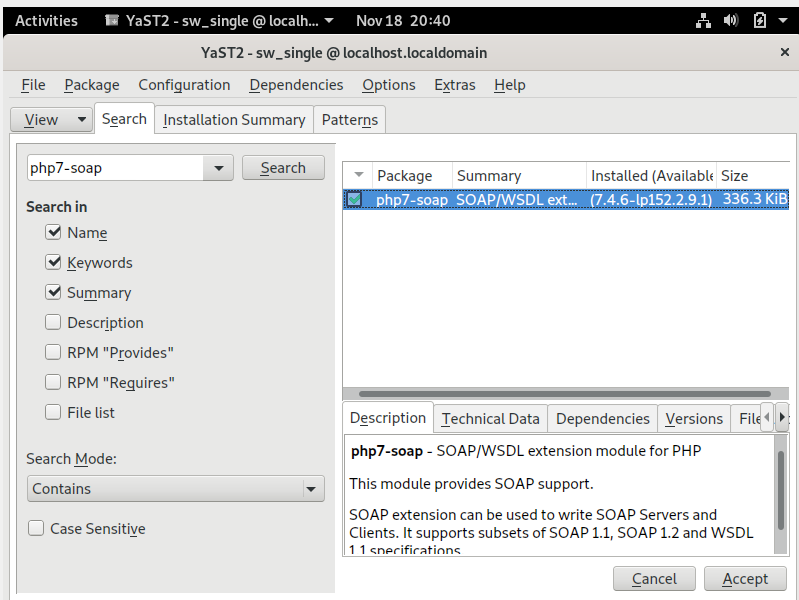 Activities YaST2 - sw_single @ localh... Nov 18 20:40
YaST2 - sw_single @ localhost.localdomain ×
File Package Configuration Dependencies Options Extras Help
View Search Installation Summary Patterns
php7-soap Search
Search in
Name
Keywords
Summary
Description
RPM "Provides"
RPM "Requires"
File list
Search Mode:
Contains
Case Sensitive
Package Summary Installed (Available Size
php7-soap SOAP/WSDL ext... (7.4.6-lp152.2.9.1) 336.3 KiB
Description Technical Data Dependencies Versions File
php7-soap - SOAP/WSDL extension module for PHP
This module provides SOAP support.
SOAP extension can be used to write SOAP Servers and
Clients. It supports subsets of SOAP 1.1, SOAP 1.2 and WSDL
1.1 specifications
Cancel Accept